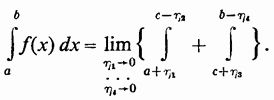 ∫_a^b f(x) dx = lim_{η₁→0 ... η₄→0} { ∫_{a+η₁}^{c−η₂} + ∫_{c+η₃}^{b−η₄} }.